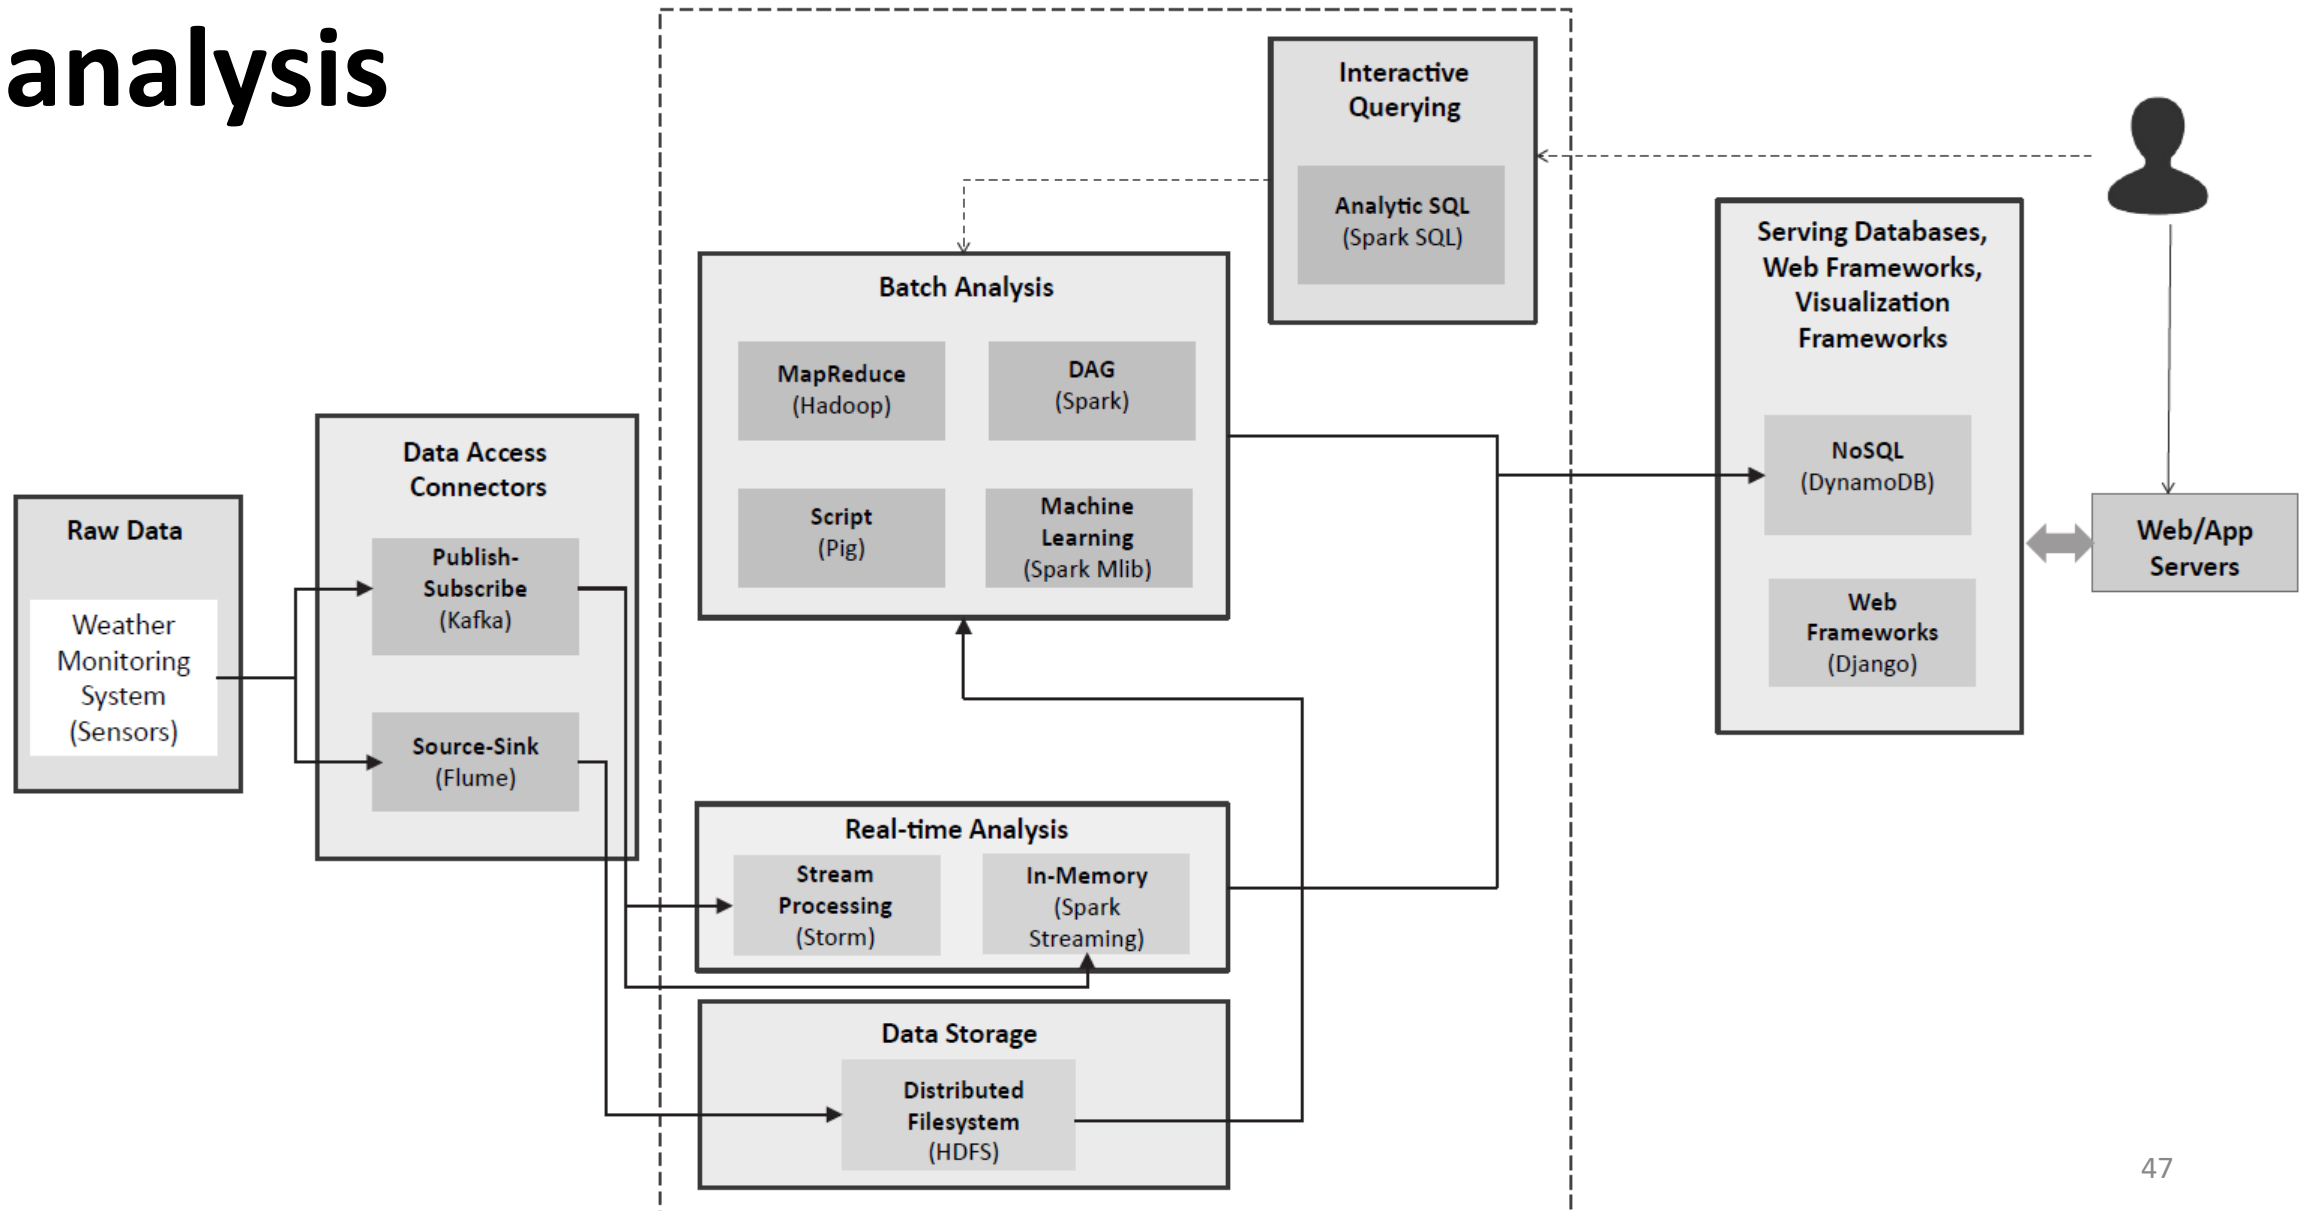 analysis
Interactive
Querying
Analytic SQL
(Spark SQL)
Serving Databases,
Web Frameworks,
Visualization
Frameworks
Batch Analysis
MapReduce
(Hadoop)
DAG
(Spark)
Script
(Pig)
Machine
Learning
(Spark Mlib)
Data Access
Connectors
Publish-
Subscribe
(Kafka)
Source-Sink
(Flume)
Raw Data
Weather
Monitoring
System
(Sensors)
NoSQL
(DynamoDB)
Web
Frameworks
(Django)
Web/App
Servers
Real-time Analysis
Stream
Processing
(Storm)
In-Memory
(Spark
Streaming)
Data Storage
Distributed
Filesystem
(HDFS)
47